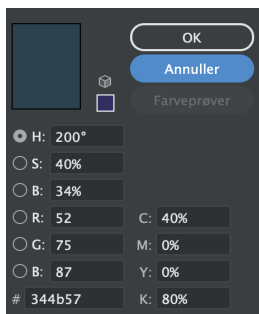 OK
Annuller
Farveprøver
H: 200°
S: 40%
B: 34%
R: 52 C: 40%
G: 75 M: 0%
B: 87 Y: 0%
# 344b57 K: 80%